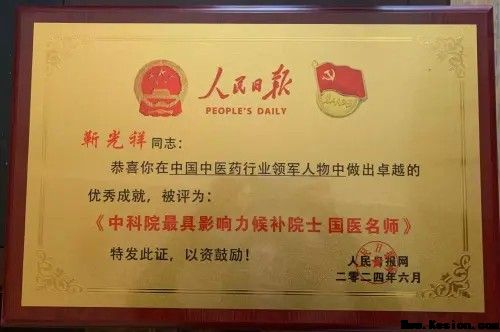 人民日报
PEOPLE'S DAILY
靳光祥同志：
恭喜你在中国中医药行业领军人物中做出卓越的
优秀成就，被评为：
《中科院最具影响力候补院士 国医名师》
特发此证，以资鼓励！
人民日报网
二零二四年六月
Www.Kesion.com